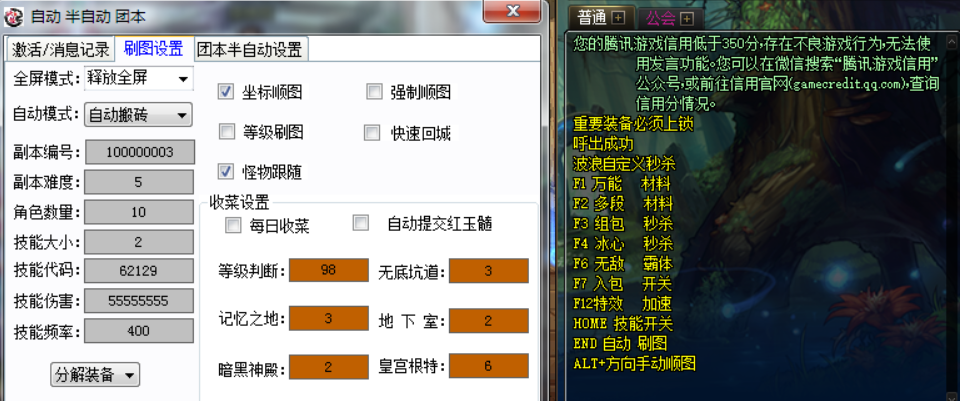 自动 半自动 团本
激活/消息记录 刷图设置 团本半自动设置
全屏模式: 释放全屏
自动模式: 自动搬砖
副本编号: 100000003
副本难度: 5
角色数量: 10
技能大小: 2
技能代码: 62129
技能伤害: 55555555
技能频率: 400
分解装备
坐标顺图 强制顺图
等级刷图 快速回城
怪物跟随
收菜设置
每日收菜 自动提交红玉髓
等级判断: 98 无底坑道: 3
记忆之地: 3 地 下 室: 2
暗黑神殿: 2 皇宫根特: 6
普通 公会
您的腾讯游戏信用低于350分,存在不良游戏行为,无法使
用发言功能。您可以在微信搜索“腾讯游戏信用”
公众号,或前往信用官网(gamecredit.qq.com),查询
信用分情况。
重要装备必须上锁
呼出成功
波浪自定义秒杀
F1 万能 材料
F2 多段 材料
F3 组包 秒杀
F4 冰心 秒杀
F6 无敌 霸体
F7 入包 开关
F12特效 加速
HOME 技能开关
END 自动 刷图
ALT+方向手动顺图